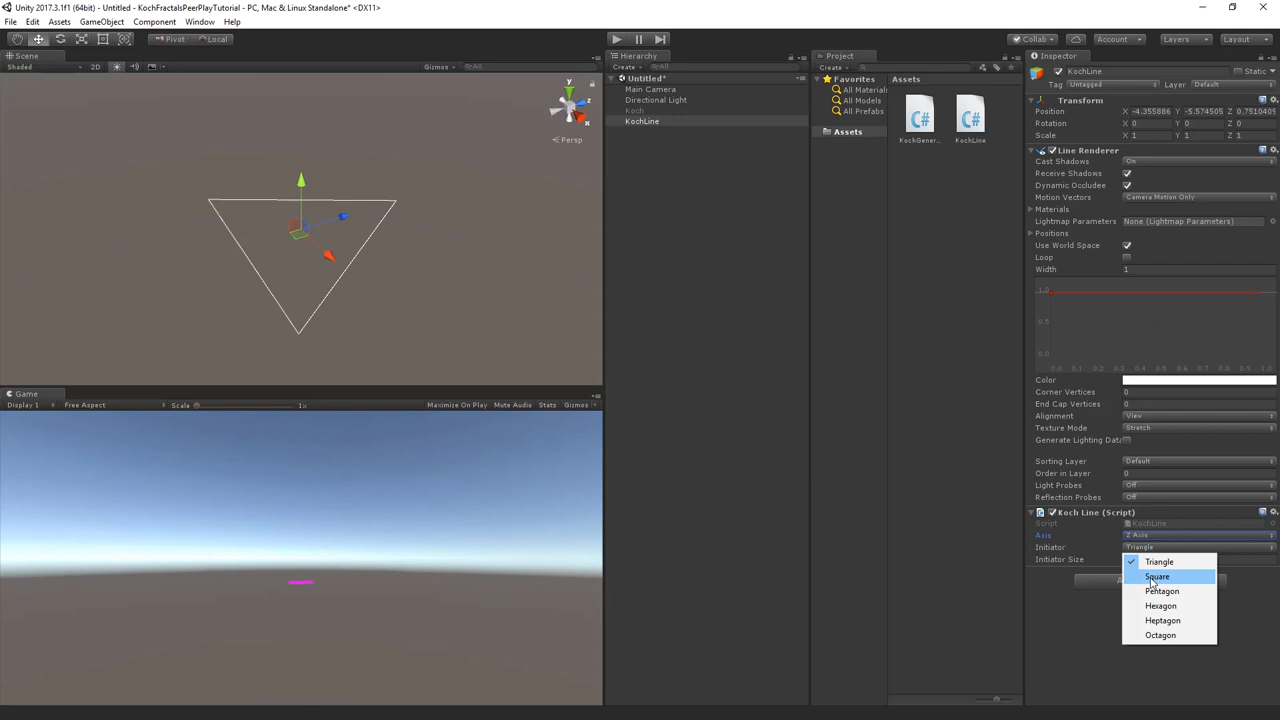 Unity 2017.3.1f1 (64bit) - Untitled - KochFractalsPeerPlayTutorial - PC, Mac & Linux Standalone* <DX11>
File Edit Assets GameObject Component Window Help
Pivot Local
Collab Account Layers Layout
Scene
Shaded 2D Gizmos All
y
z
x
Persp
Game
Display 1 Free Aspect Scale 1x Maximize On Play Mute Audio Stats Gizmos
Hierarchy
Create All
Untitled*
Main Camera
Directional Light
Koch
KochLine
Project
Create
Favorites
All Materials
All Models
All Prefabs
Assets
Assets
C#
KochGener...
C#
KochLine
Inspector
KochLine Static
Tag Untagged Layer Default
Transform
Position X -4.355886 Y -5.574505 Z 0.7510409
Rotation X 0 Y 0 Z 0
Scale X 1 Y 1 Z 1
Line Renderer
Cast Shadows On
Receive Shadows
Dynamic Occludee
Motion Vectors Camera Motion Only
Materials
Lightmap Parameters None (Lightmap Parameters)
Positions
Use World Space
Loop
Width 1
1.0
0.5
0.0
0.0 0.1 0.2 0.3 0.4 0.5 0.6 0.7 0.8 0.9 1.0
Color
Corner Vertices 0
End Cap Vertices 0
Alignment View
Texture Mode Stretch
Generate Lighting Data
Sorting Layer Default
Order in Layer 0
Light Probes Off
Reflection Probes Off
Koch Line (Script)
Script KochLine
Axis Z Axis
Initiator Triangle
Initiator Size
Triangle
Square
Pentagon
Hexagon
Heptagon
Octagon